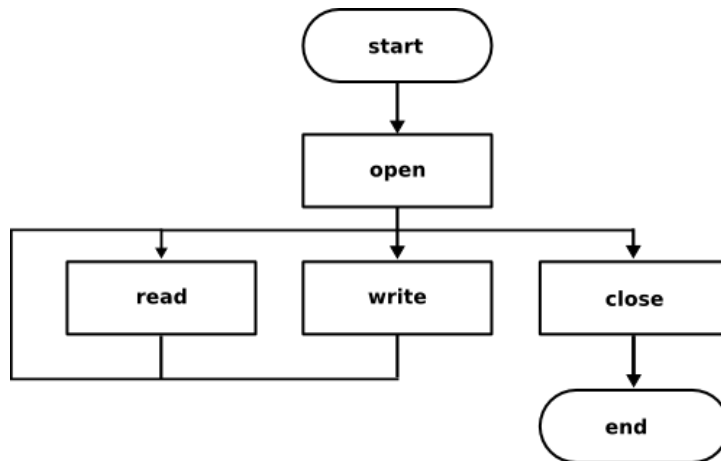 start
open
read
write
close
end